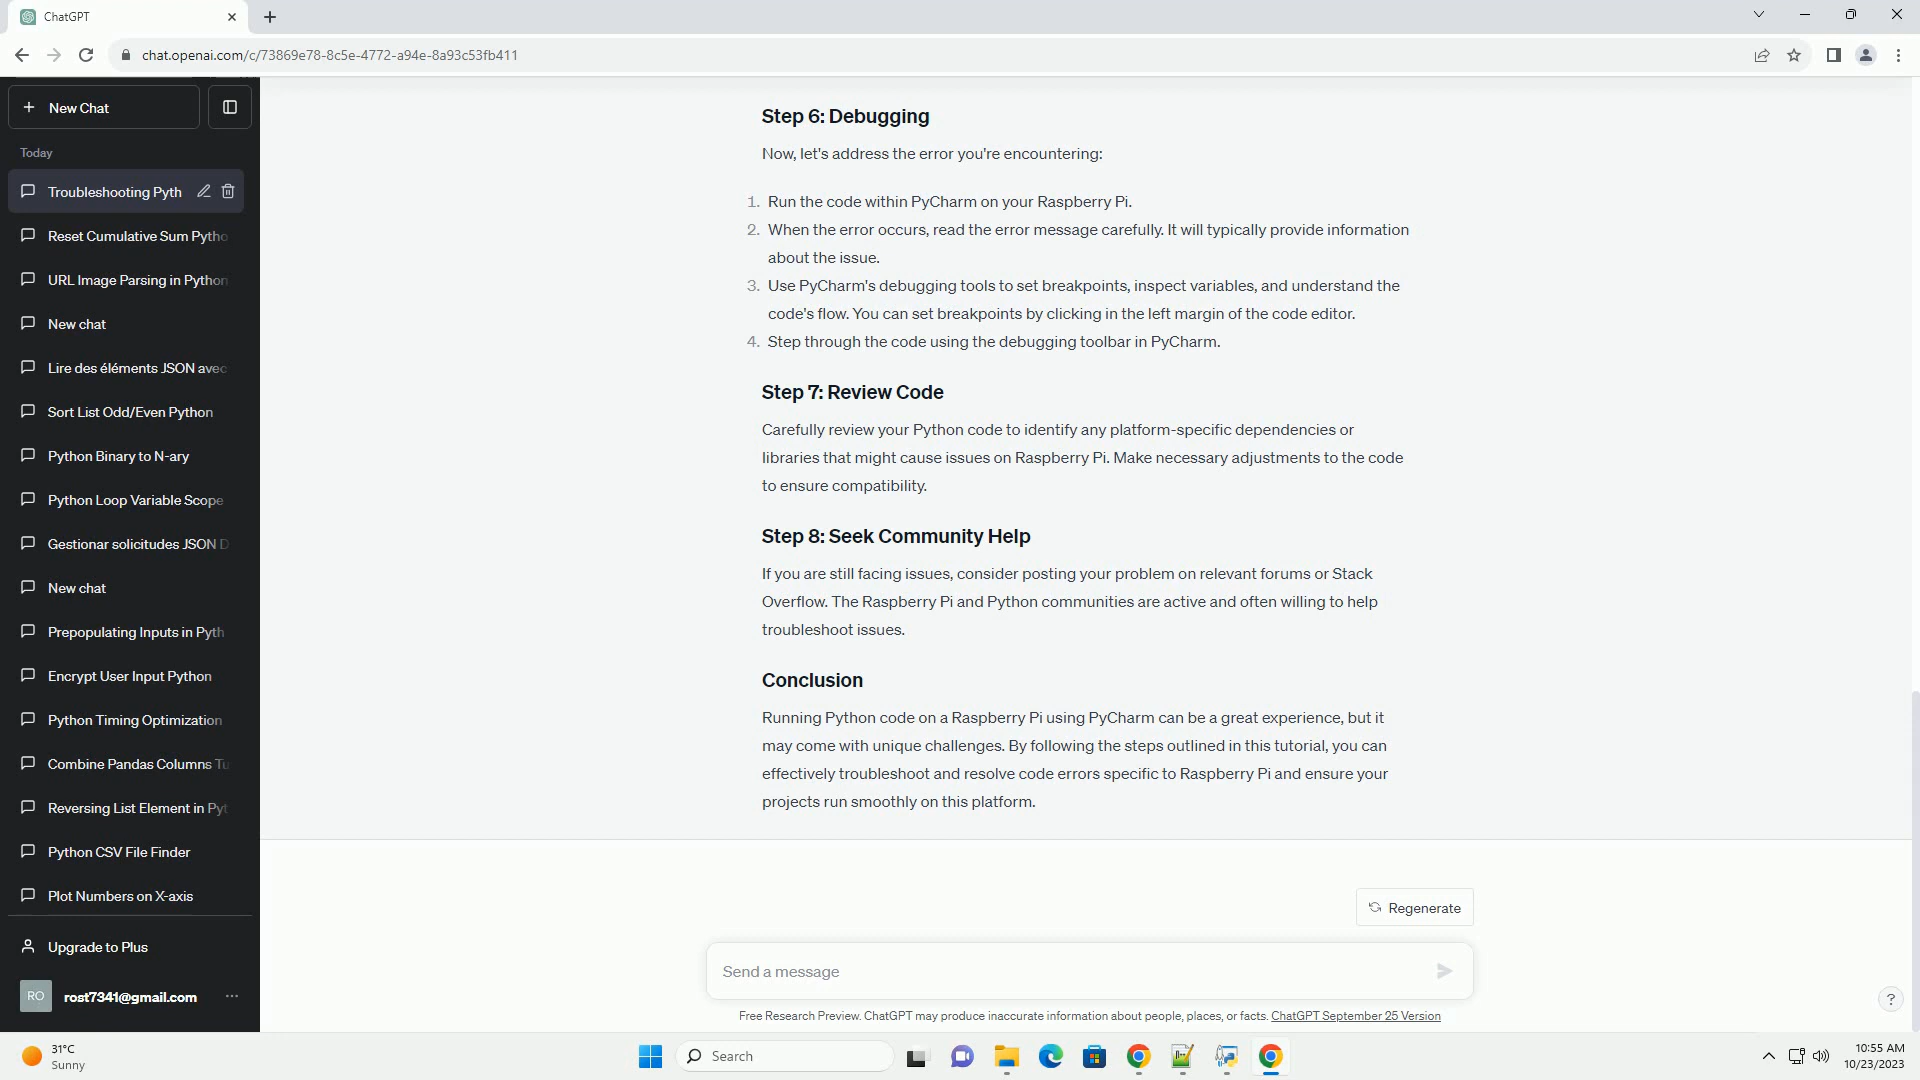 ChatGPT
chat.openai.com/c/73869e78-8c5e-4772-a94e-8a93c53fb411
New Chat
Today
Troubleshooting Pyth
Reset Cumulative Sum Pytho
URL Image Parsing in Python
New chat
Lire des éléments JSON avec
Sort List Odd/Even Python
Python Binary to N-ary
Python Loop Variable Scope
Gestionar solicitudes JSON D
New chat
Prepopulating Inputs in Pyth
Encrypt User Input Python
Python Timing Optimization
Combine Pandas Columns Tu
Reversing List Element in Pyt
Python CSV File Finder
Plot Numbers on X-axis
Upgrade to Plus
RO rost7341@gmail.com
Step 6: Debugging
Now, let's address the error you're encountering:
1. Run the code within PyCharm on your Raspberry Pi.
2. When the error occurs, read the error message carefully. It will typically provide information
about the issue.
3. Use PyCharm's debugging tools to set breakpoints, inspect variables, and understand the
code's flow. You can set breakpoints by clicking in the left margin of the code editor.
4. Step through the code using the debugging toolbar in PyCharm.
Step 7: Review Code
Carefully review your Python code to identify any platform-specific dependencies or
libraries that might cause issues on Raspberry Pi. Make necessary adjustments to the code
to ensure compatibility.
Step 8: Seek Community Help
If you are still facing issues, consider posting your problem on relevant forums or Stack
Overflow. The Raspberry Pi and Python communities are active and often willing to help
troubleshoot issues.
Conclusion
Running Python code on a Raspberry Pi using PyCharm can be a great experience, but it
may come with unique challenges. By following the steps outlined in this tutorial, you can
effectively troubleshoot and resolve code errors specific to Raspberry Pi and ensure your
projects run smoothly on this platform.
Regenerate
Send a message
Free Research Preview. ChatGPT may produce inaccurate information about people, places, or facts. ChatGPT September 25 Version
?
31°C
Sunny
Search
10:55 AM
10/23/2023